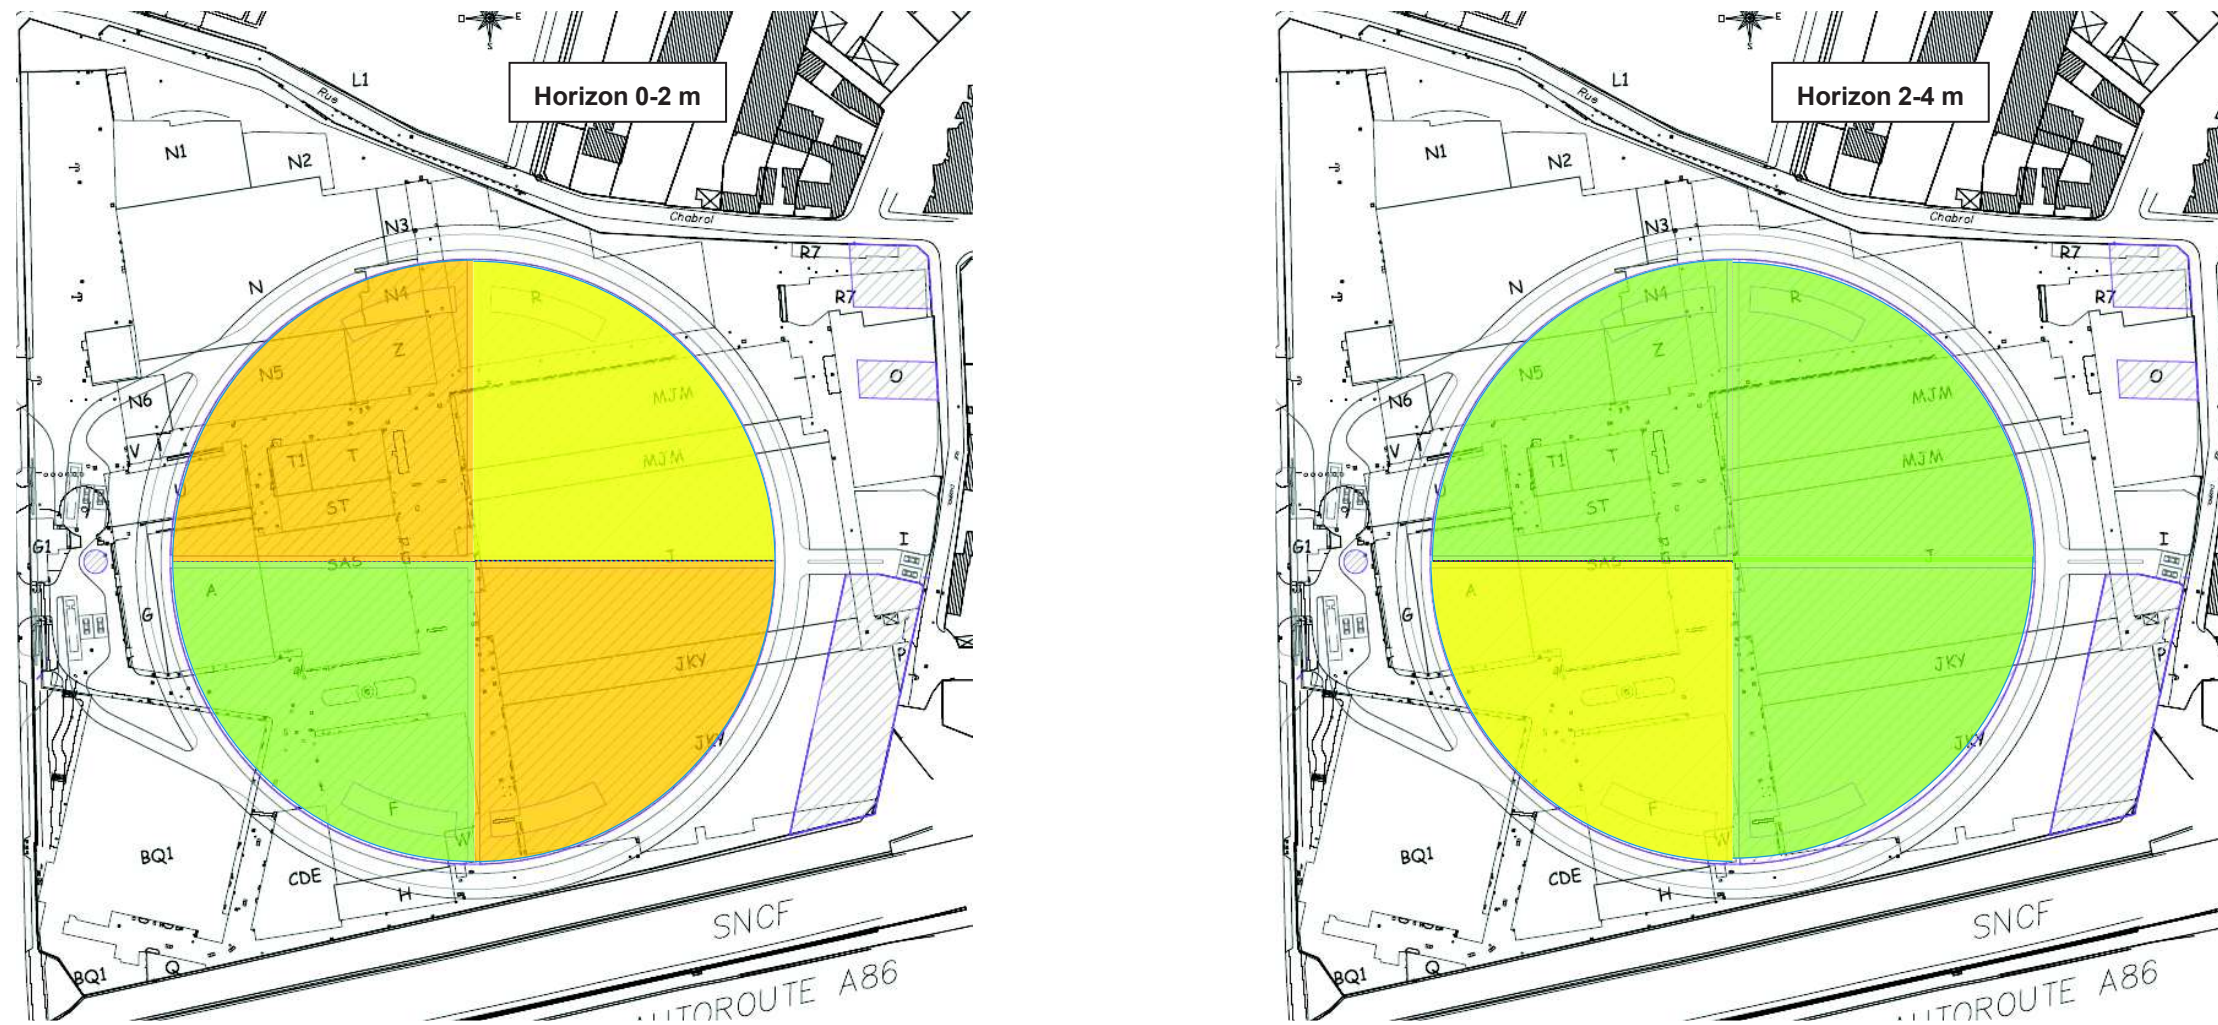 O E
S
L1
Rue
Horizon 0-2 m
N1
N2
N3
Chabrol
R7
N
N4
R
R7
Z
N5
MJM
O
N6
V
T1
T
MJM
U
ST
G1
SAS
J
I
A
G
JKY
P
JKY
F
W
BQ1
CDE
H
SNCF
BQ1
Q
AUTOROUTE A86
O E
S
L1
Rue
Horizon 2-4 m
N1
N2
N3
Chabrol
R7
N
N4
R
R7
Z
N5
MJM
O
N6
V
T1
T
MJM
U
ST
G1
SAS
J
I
A
G
JKY
P
JKY
F
W
BQ1
CDE
H
SNCF
BQ1
Q
AUTOROUTE A86